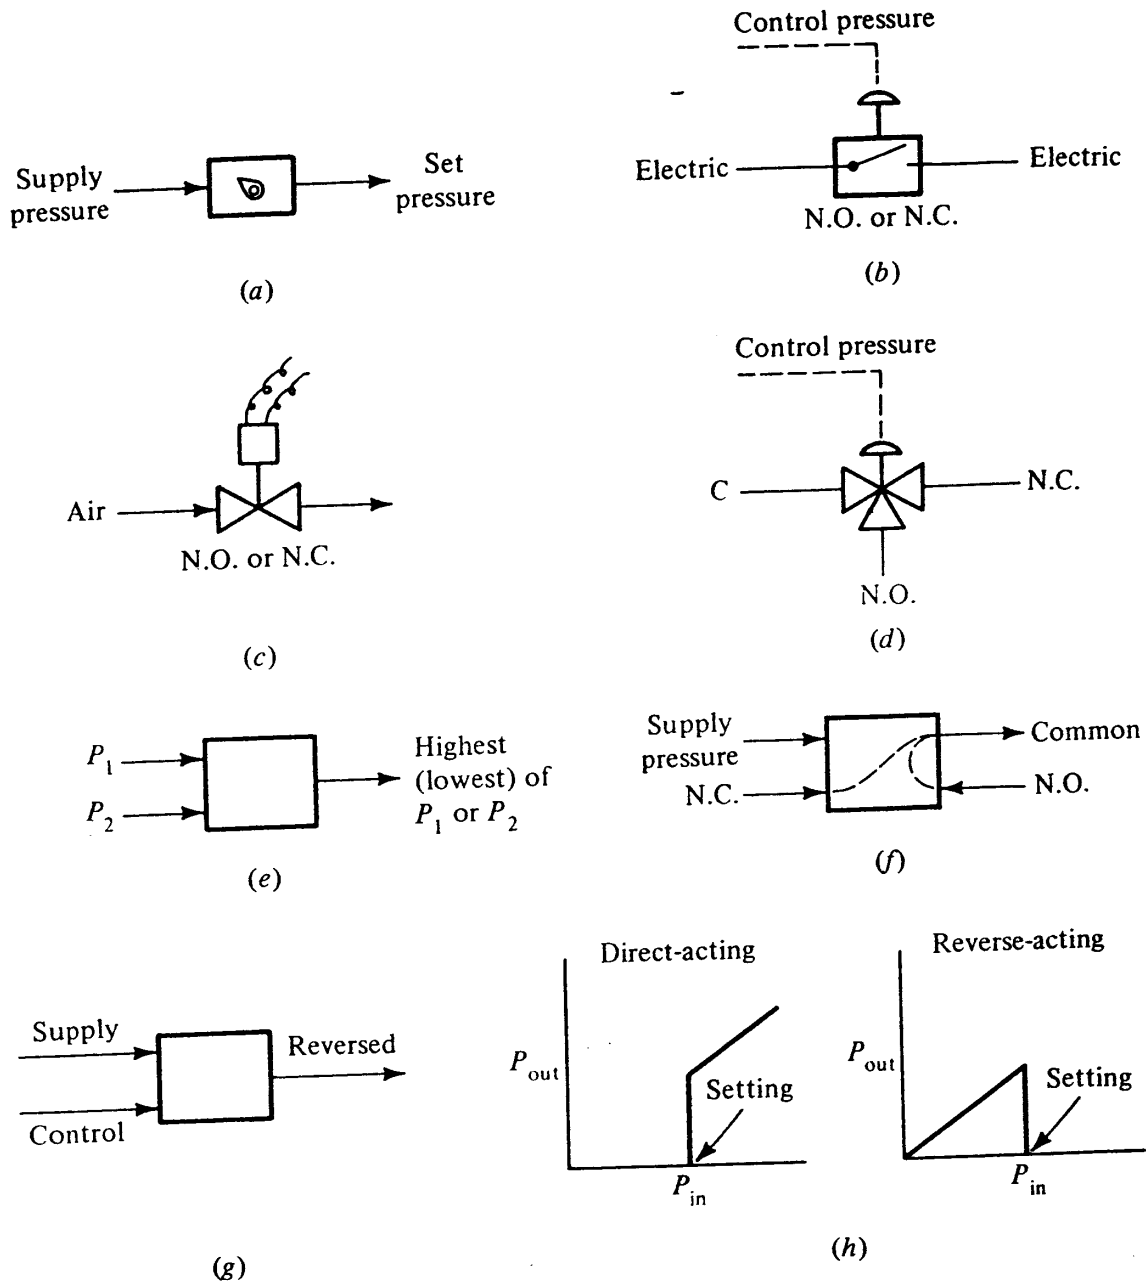 Control pressure
Supply
pressure
Set
pressure
(a)
Electric
Electric
N.O. or N.C.
(b)
Air
N.O. or N.C.
(c)
Control pressure
C
N.C.
N.O.
(d)
P1
P2
Highest
(lowest) of
P1 or P2
(e)
Supply
pressure
N.C.
Common
N.O.
(f)
Supply
Control
Reversed
(g)
Direct-acting
Pout
Setting
Pin
Reverse-acting
Pout
Setting
Pin
(h)